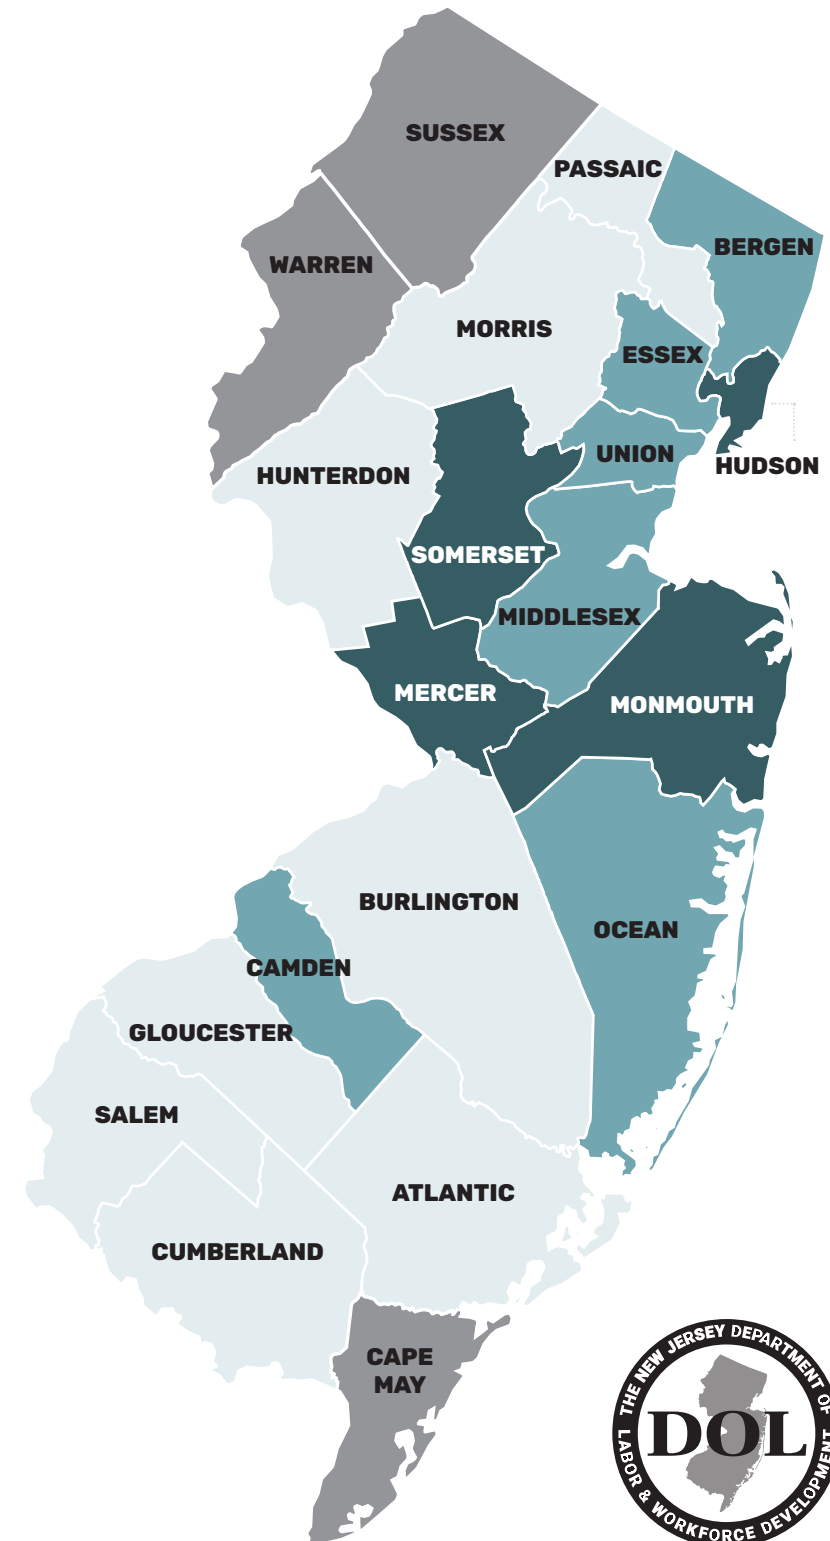 SUSSEX
PASSAIC
BERGEN
WARREN
MORRIS
ESSEX
UNION
HUDSON
HUNTERDON
SOMERSET
MIDDLESEX
MERCER
MONMOUTH
BURLINGTON
OCEAN
CAMDEN
GLOUCESTER
SALEM
ATLANTIC
CUMBERLAND
CAPE
MAY
THE NEW JERSEY DEPARTMENT OF
DOL
LABOR & WORKFORCE DEVELOPMENT